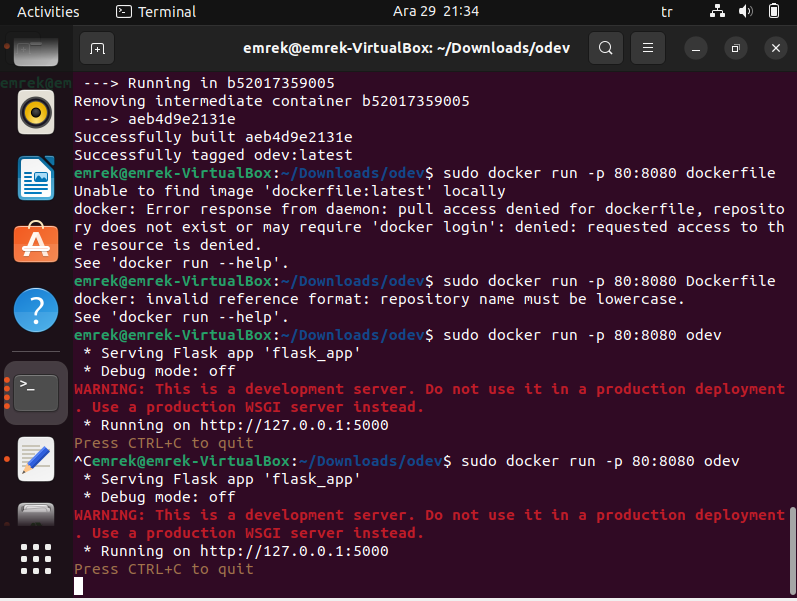 Activities
Terminal
Ara 29 21:34
tr
emrek@emrek-VirtualBox: ~/Downloads/odev
---> Running in b52017359005
Removing intermediate container b52017359005
---> aeb4d9e2131e
Successfully built aeb4d9e2131e
Successfully tagged odev:latest
emrek@emrek-VirtualBox:~/Downloads/odev$ sudo docker run -p 80:8080 dockerfile
Unable to find image 'dockerfile:latest' locally
docker: Error response from daemon: pull access denied for dockerfile, reposito
ry does not exist or may require 'docker login': denied: requested access to th
e resource is denied.
See 'docker run --help'.
emrek@emrek-VirtualBox:~/Downloads/odev$ sudo docker run -p 80:8080 Dockerfile
docker: invalid reference format: repository name must be lowercase.
See 'docker run --help'.
emrek@emrek-VirtualBox:~/Downloads/odev$ sudo docker run -p 80:8080 odev
* Serving Flask app 'flask_app'
* Debug mode: off
WARNING: This is a development server. Do not use it in a production deployment
. Use a production WSGI server instead.
* Running on http://127.0.0.1:5000
Press CTRL+C to quit
^Cemrek@emrek-VirtualBox:~/Downloads/odev$ sudo docker run -p 80:8080 odev
* Serving Flask app 'flask_app'
* Debug mode: off
WARNING: This is a development server. Do not use it in a production deployment
. Use a production WSGI server instead.
* Running on http://127.0.0.1:5000
Press CTRL+C to quit